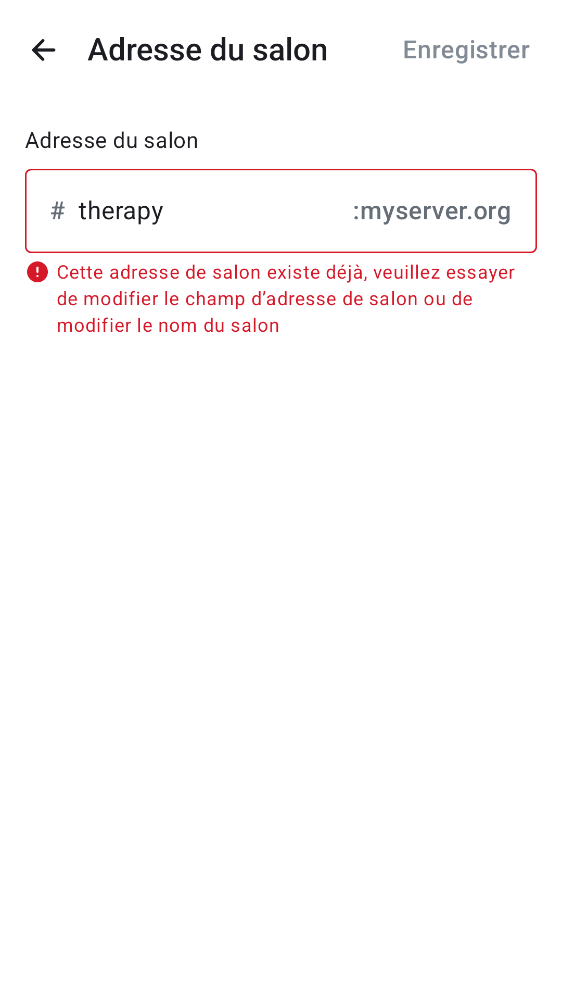 Adresse du salon
Enregistrer
Adresse du salon
# therapy :myserver.org
Cette adresse de salon existe déjà, veuillez essayer
de modifier le champ d’adresse de salon ou de
modifier le nom du salon